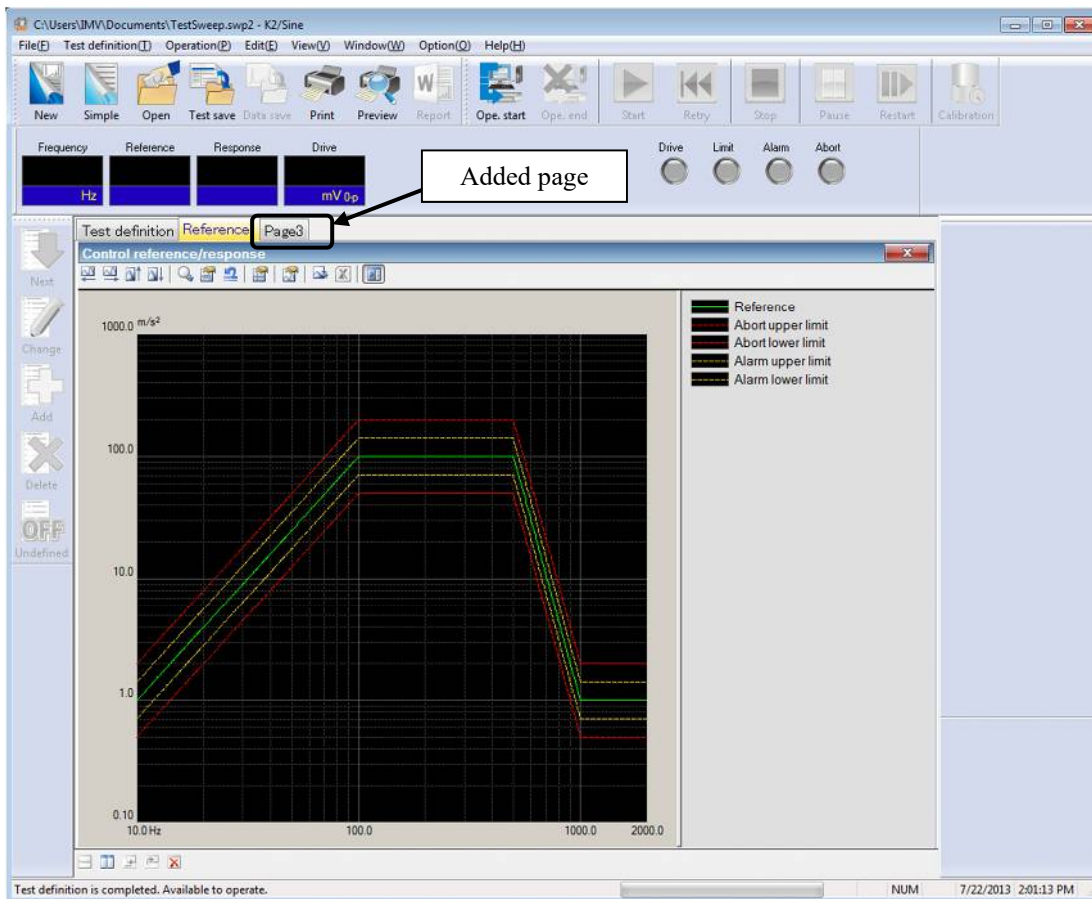 C:\Users\IMV\Documents\TestSweep.swp2 - K2/Sine
File(F) Test definition(T) Operation(P) Edit(E) View(V) Window(W) Option(O) Help(H)
New Simple Open Test save Data save Print Preview Report Ope. start Ope. end Start Retry Stop Pause Restart Calibration
Frequency Reference Response Drive Drive Limit Alarm Abort
Hz mV 0-p
Added page
Test definition Reference Page3
Control reference/response
Next
Change
Add
Delete
OFF
Undefined
1000.0 m/s²
100.0
10.0
1.0
0.10
10.0 Hz 100.0 1000.0 2000.0
Reference
Abort upper limit
Abort lower limit
Alarm upper limit
Alarm lower limit
Test definition is completed. Available to operate. NUM 7/22/2013 2:01:13 PM